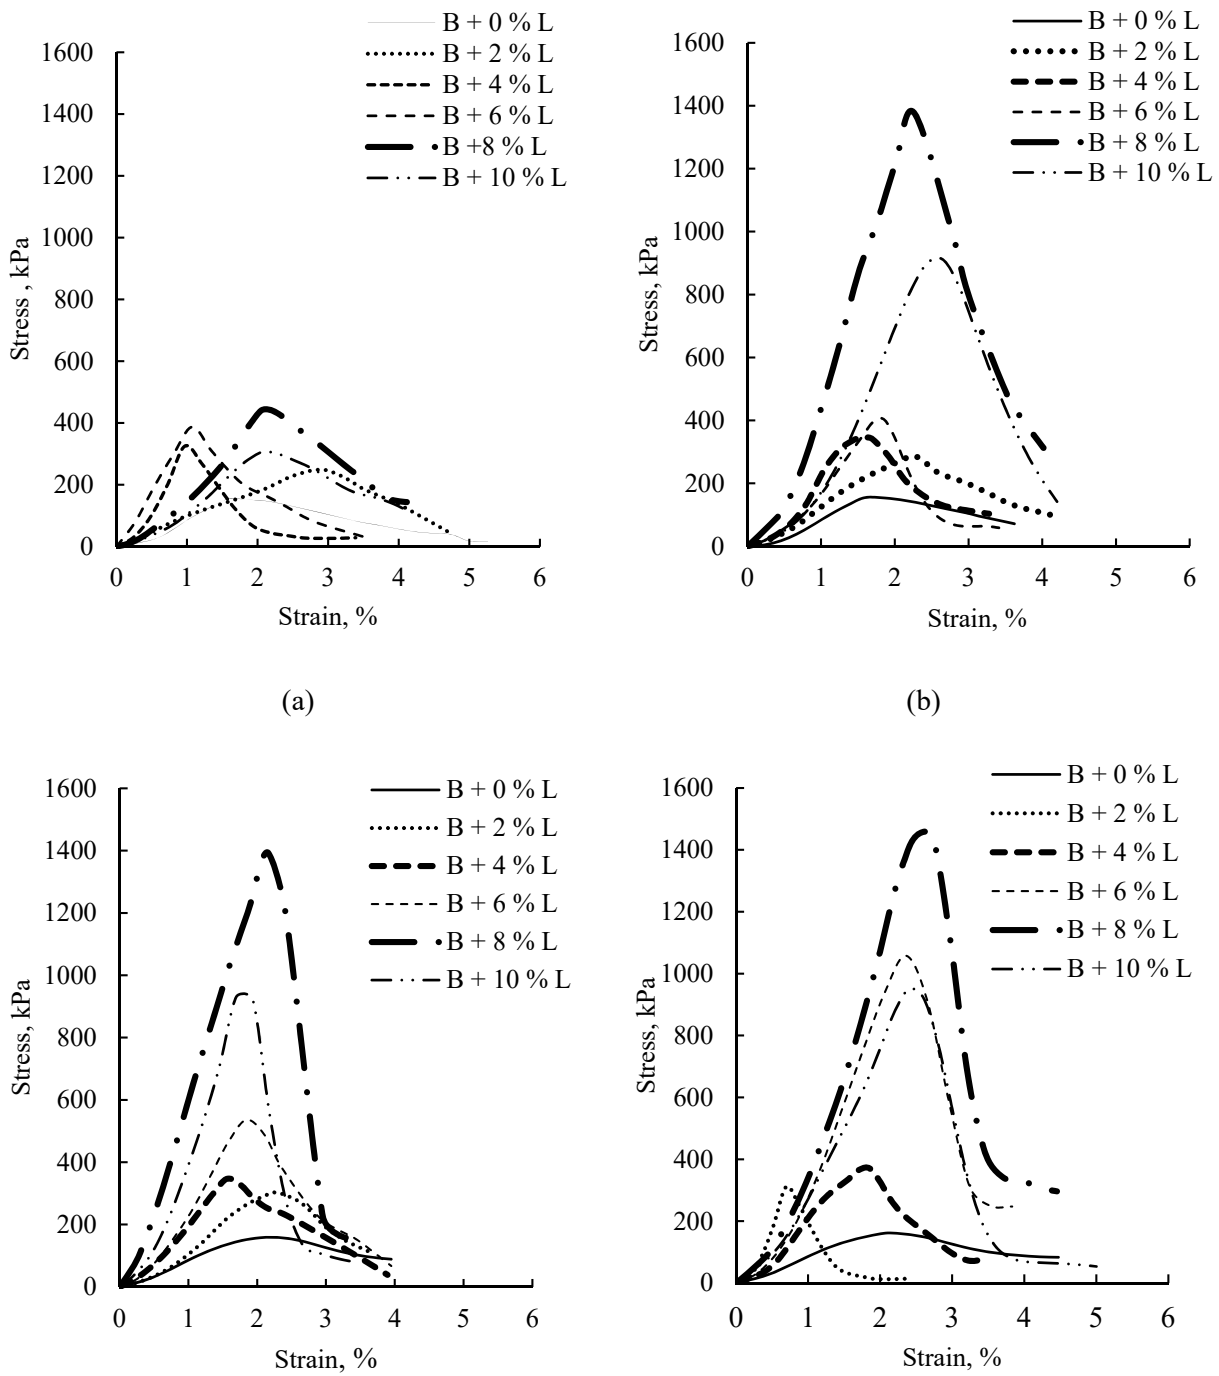 B + 0 % L
B + 2 % L
B + 4 % L
B + 6 % L
B +8 % L
B + 10 % L
1600
1400
1200
1000
800
600
400
200
0
0 1 2 3 4 5 6
Stress , kPa
Strain, %
(a)
B + 0 % L
B + 2 % L
B + 4 % L
B + 6 % L
B + 8 % L
B + 10 % L
1600
1400
1200
1000
800
600
400
200
0
0 1 2 3 4 5 6
Stress, kPa
Strain, %
(b)
B + 0 % L
B + 2 % L
B + 4 % L
B + 6 % L
B + 8 % L
B + 10 % L
1600
1400
1200
1000
800
600
400
200
0
0 1 2 3 4 5 6
Stress, kPa
Strain, %
B + 0 % L
B + 2 % L
B + 4 % L
B + 6 % L
B + 8 % L
B + 10 % L
1600
1400
1200
1000
800
600
400
200
0
0 1 2 3 4 5 6
Stress, kPa
Strain, %